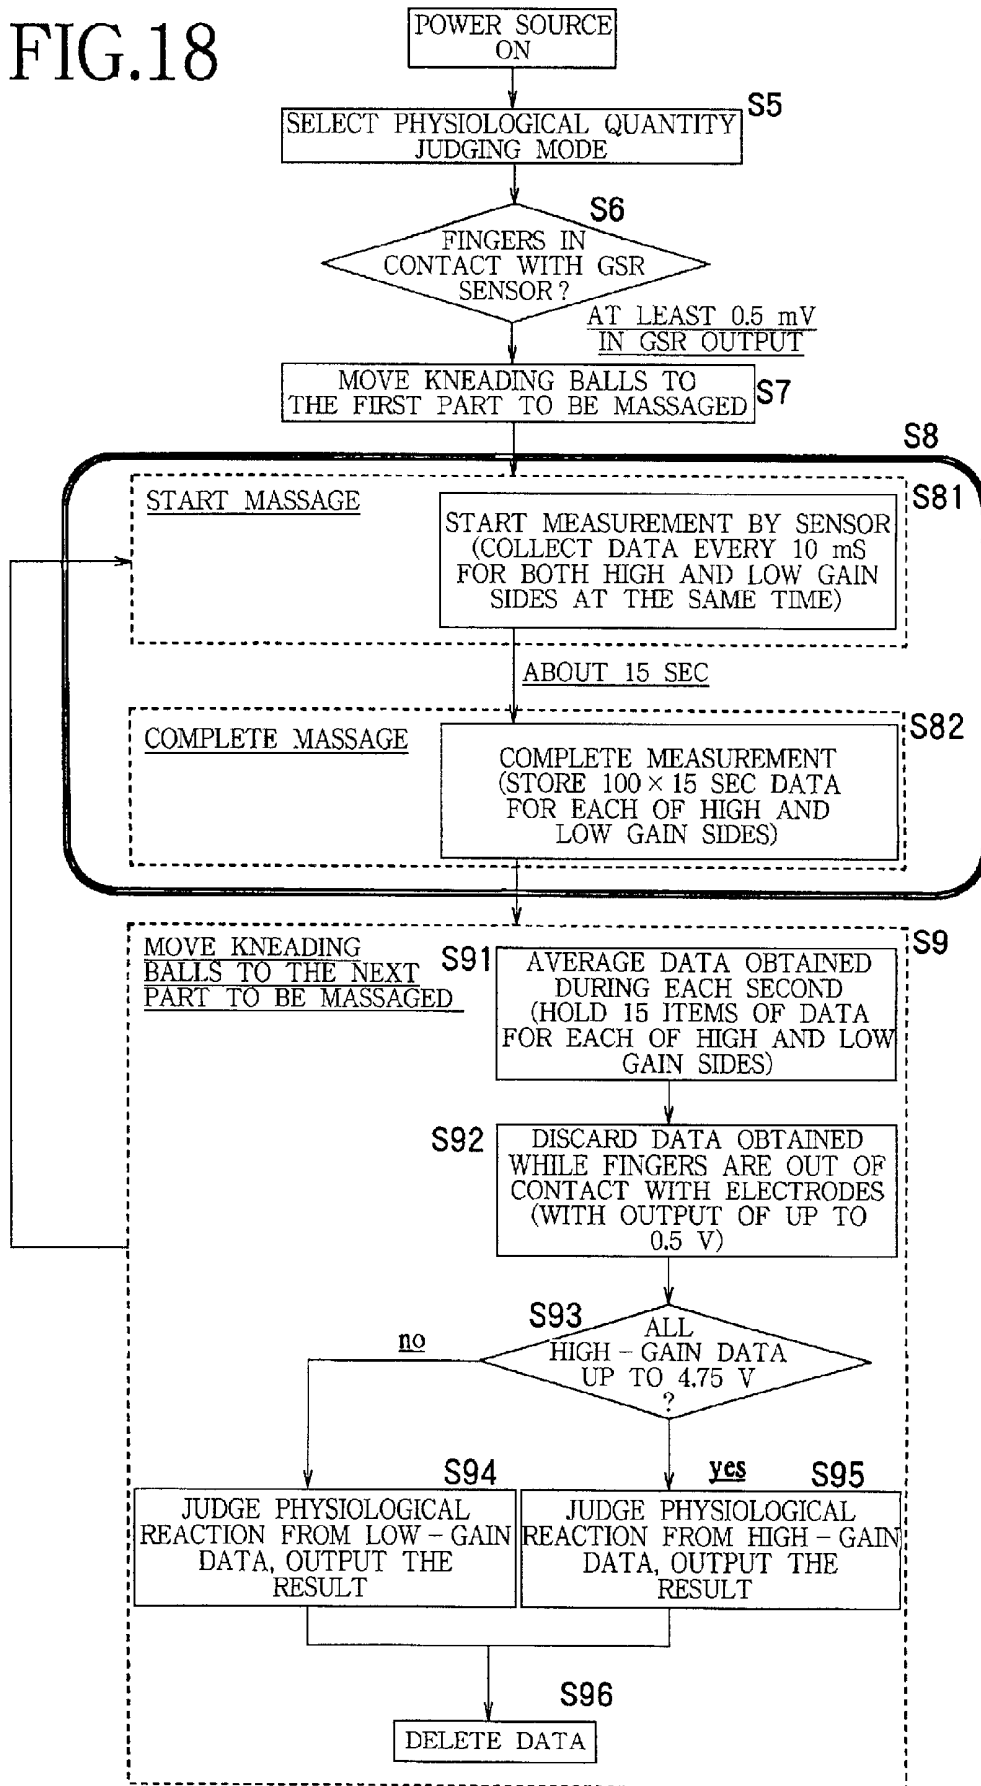 FIG.18
POWER SOURCE
ON
S5
SELECT PHYSIOLOGICAL QUANTITY
JUDGING MODE
S6
FINGERS IN
CONTACT WITH GSR
SENSOR?
AT LEAST 0.5 mV
IN GSR OUTPUT
MOVE KNEADING BALLS TO
THE FIRST PART TO BE MASSAGED
S7
S8
START MASSAGE
S81
START MEASUREMENT BY SENSOR
(COLLECT DATA EVERY 10 mS
FOR BOTH HIGH AND LOW GAIN
SIDES AT THE SAME TIME)
ABOUT 15 SEC
COMPLETE MASSAGE
S82
COMPLETE MEASUREMENT
(STORE 100 × 15 SEC DATA
FOR EACH OF HIGH AND
LOW GAIN SIDES)
MOVE KNEADING
BALLS TO THE NEXT
PART TO BE MASSAGED
S9
S91
AVERAGE DATA OBTAINED
DURING EACH SECOND
(HOLD 15 ITEMS OF DATA
FOR EACH OF HIGH AND LOW
GAIN SIDES)
S92
DISCARD DATA OBTAINED
WHILE FINGERS ARE OUT OF
CONTACT WITH ELECTRODES
(WITH OUTPUT OF UP TO
0.5 V)
S93
ALL
HIGH-GAIN DATA
UP TO 4.75 V
?
no
yes
S94
JUDGE PHYSIOLOGICAL
REACTION FROM LOW-GAIN
DATA, OUTPUT THE
RESULT
S95
JUDGE PHYSIOLOGICAL
REACTION FROM HIGH-GAIN
DATA, OUTPUT THE
RESULT
S96
DELETE DATA